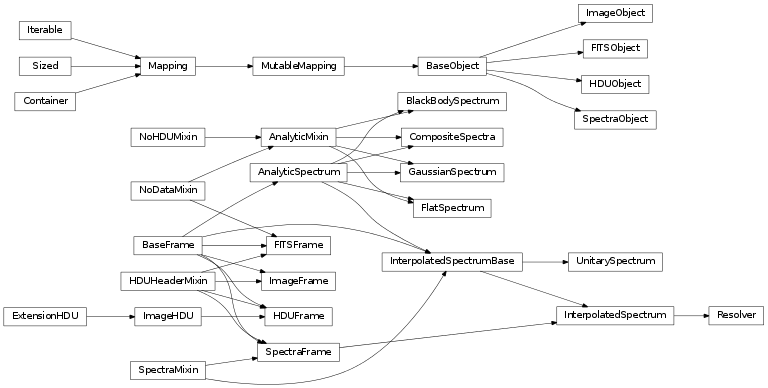 ImageObject
Iterable
FITSObject
Sized
Mapping
MutableMapping
BaseObject
HDUObject
Container
BlackBodySpectrum
SpectraObject
NoHDUMixin
AnalyticMixin
CompositeSpectra
AnalyticSpectrum
GaussianSpectrum
NoDataMixin
FlatSpectrum
BaseFrame
FITSFrame
InterpolatedSpectrumBase
UnitarySpectrum
HDUHeaderMixin
ImageFrame
ExtensionHDU
ImageHDU
HDUFrame
InterpolatedSpectrum
Resolver
SpectraFrame
SpectraMixin